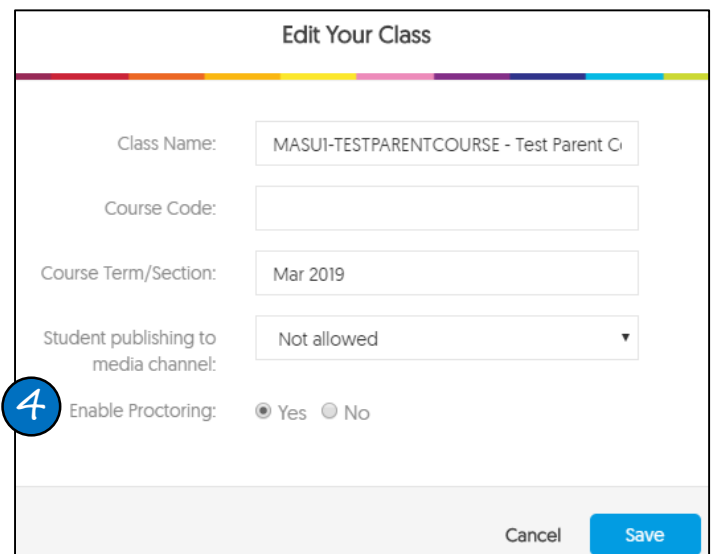 Edit Your Class
Class Name: MASU1-TESTPARENTCOURSE - Test Parent Co
Course Code:
Course Term/Section: Mar 2019
Student publishing to media channel: Not allowed
4 Enable Proctoring: Yes No
Cancel Save